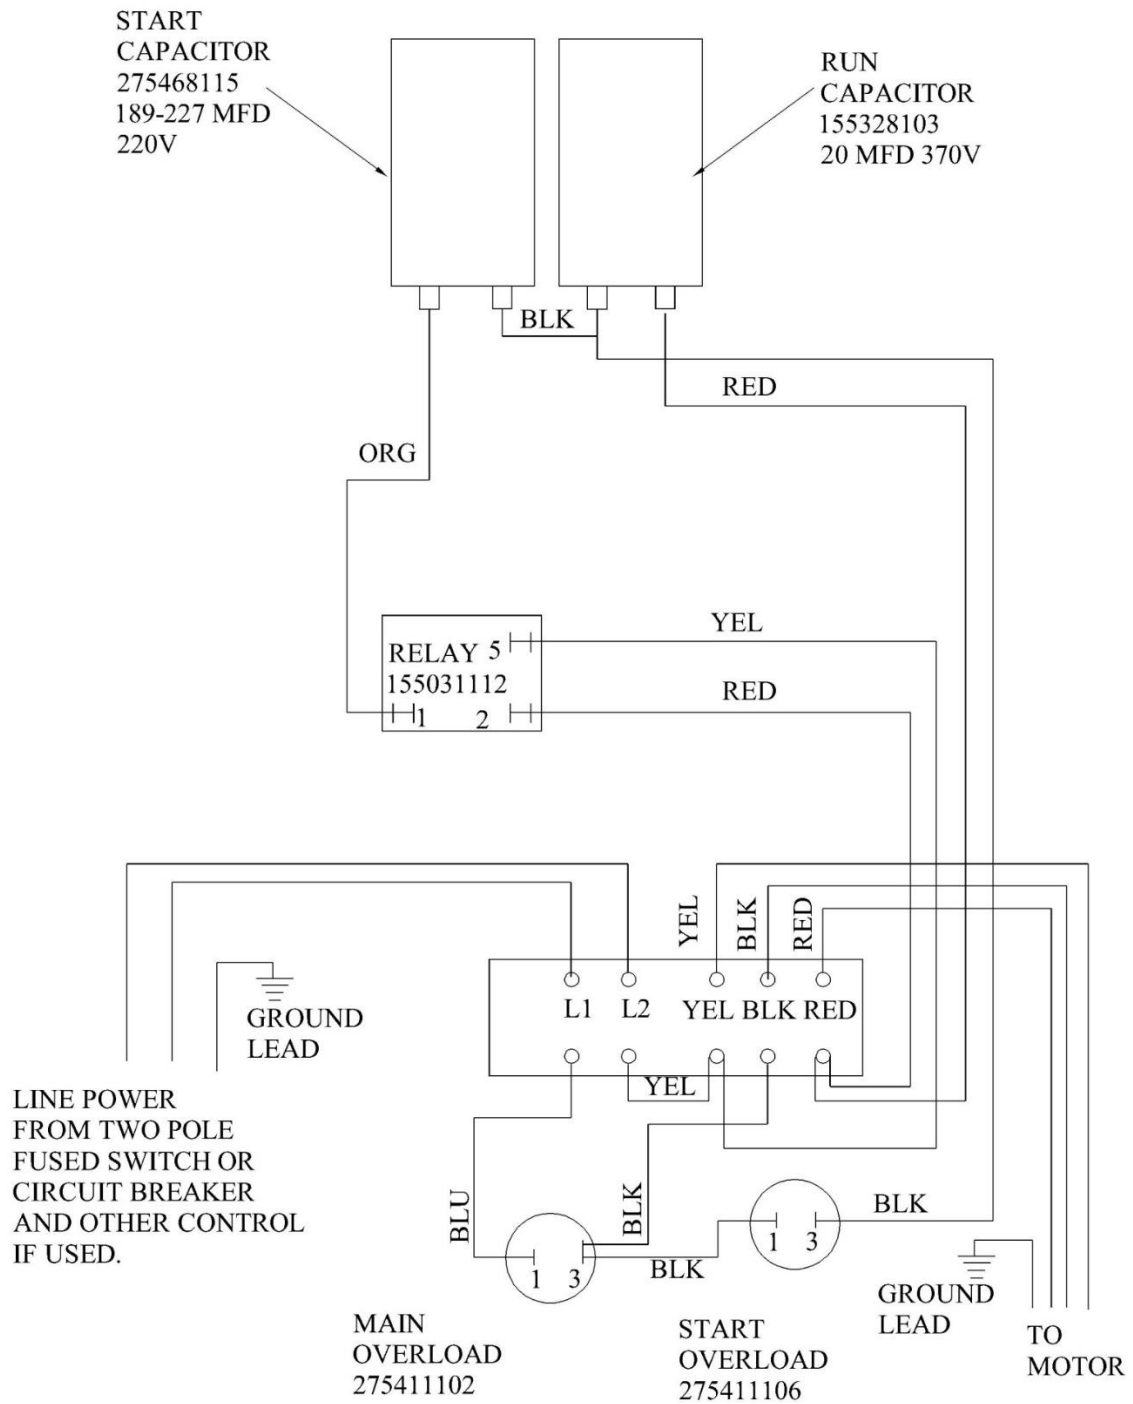 START
CAPACITOR
275468115
189-227 MFD
220V
RUN
CAPACITOR
155328103
20 MFD 370V
BLK
RED
ORG
YEL
RELAY 5
155031112
1 2
RED
YEL
BLK
RED
L1 L2 YEL BLK RED
GROUND
LEAD
YEL
LINE POWER
FROM TWO POLE
FUSED SWITCH OR
CIRCUIT BREAKER
AND OTHER CONTROL
IF USED.
BLU
BLK
BLK
1 3
BLK
1 3
MAIN
OVERLOAD
275411102
START
OVERLOAD
275411106
GROUND
LEAD
TO
MOTOR